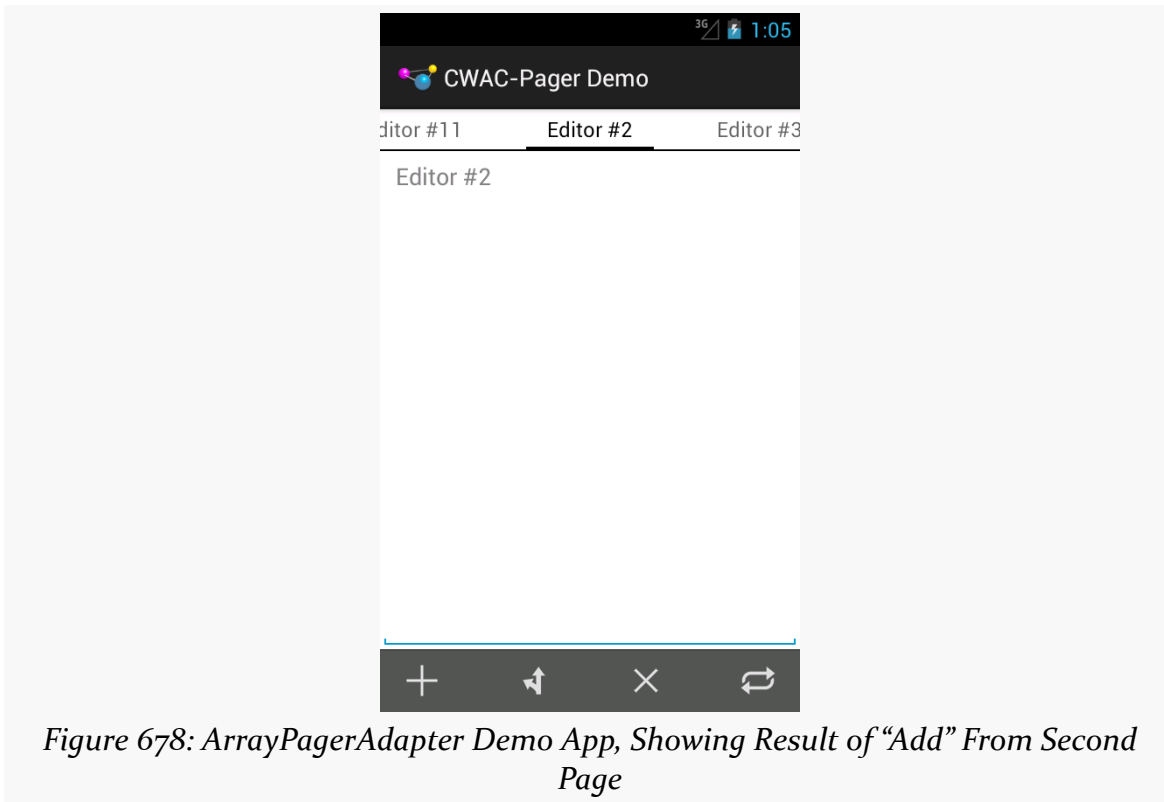 3G 1:05
CWAC-Pager Demo
ditor #11 Editor #2 Editor #3
Editor #2
Figure 678: ArrayPagerAdapter Demo App, Showing Result of “Add” From Second
Page